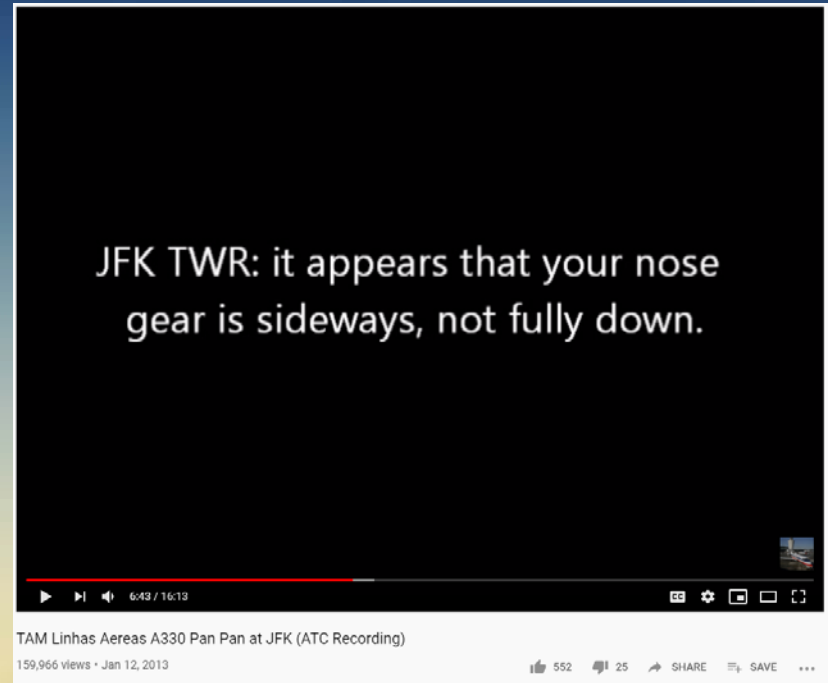 JFK TWR: it appears that your nose
gear is sideways, not fully down.
6:43 / 16:13
CC
TAM Linhas Aereas A330 Pan Pan at JFK (ATC Recording)
159,966 views • Jan 12, 2013
552 25 SHARE SAVE